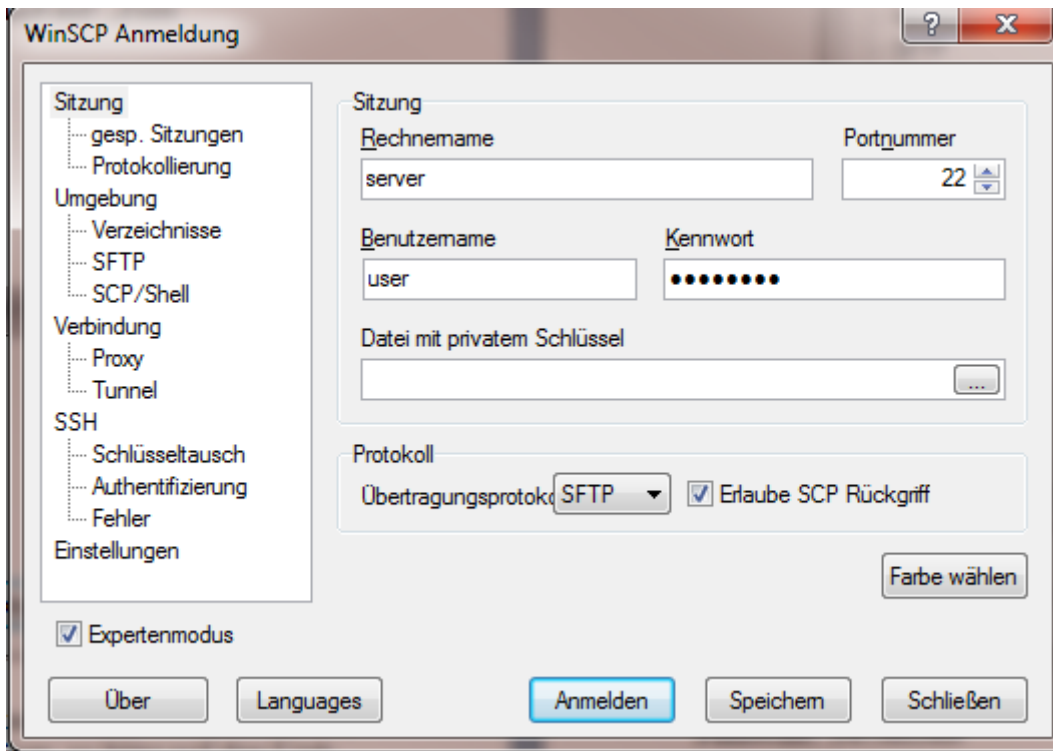 WinSCP Anmeldung
Sitzung
gesp. Sitzungen
Protokollierung
Umgebung
Verzeichnisse
SFTP
SCP/Shell
Verbindung
Proxy
Tunnel
SSH
Schlüsseltausch
Authentifizierung
Fehler
Einstellungen
Expertenmodus
Sitzung
Rechnername Portnummer
server 22
Benutzername Kennwort
user ••••••••
Datei mit privatem Schlüssel
...
Protokoll
Übertragungsprotoko SFTP Erlaube SCP Rückgriff
Farbe wählen
Über Languages Anmelden Speichern Schließen